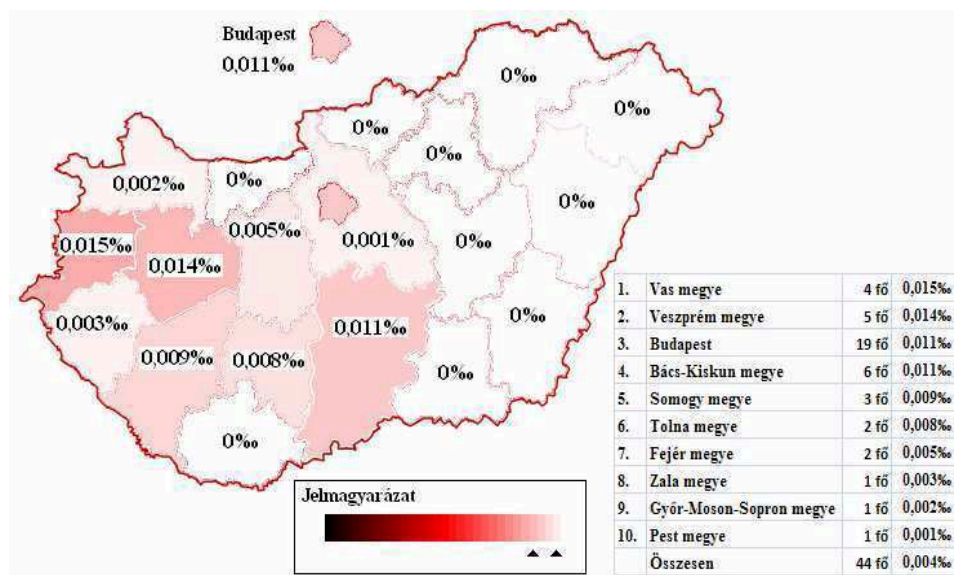 Budapest
0,011‰
0‰
0‰
0‰
0‰
0,002‰
0‰
0‰
0,005‰
0,001‰
0‰
0,015‰
0,014‰
0,003‰
0,011‰
0‰
0,009‰
0,008‰
0‰
0‰
Jelmagyarázat
1. Vas megye 4 fő 0,015‰
2. Veszprém megye 5 fő 0,014‰
3. Budapest 19 fő 0,011‰
4. Bács-Kiskun megye 6 fő 0,011‰
5. Somogy megye 3 fő 0,009‰
6. Tolna megye 2 fő 0,008‰
7. Fejér megye 2 fő 0,005‰
8. Zala megye 1 fő 0,003‰
9. Győr-Moson-Sopron megye 1 fő 0,002‰
10. Pest megye 1 fő 0,001‰
Összesen 44 fő 0,004‰